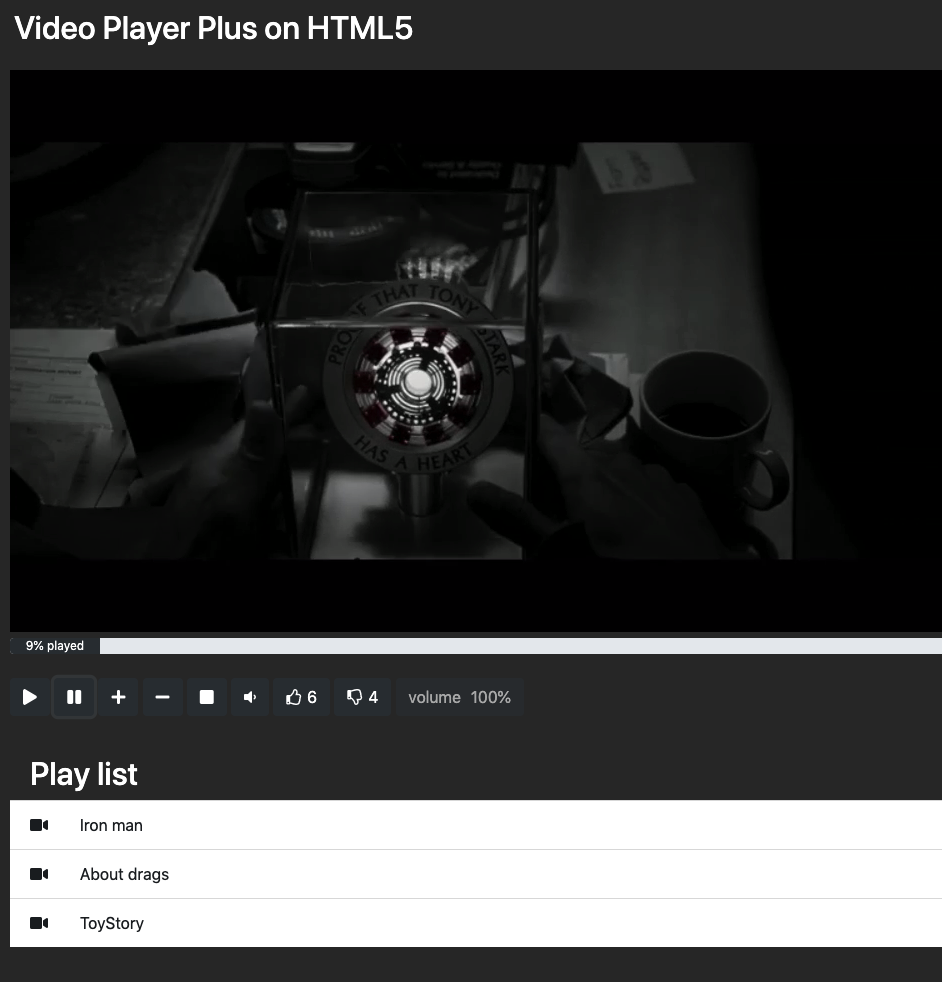 Video Player Plus on HTML5
PROOF THAT TONY STARK
HAS A HEART
9% played
6
4
volume 100%
Play list
Iron man
About drags
ToyStory